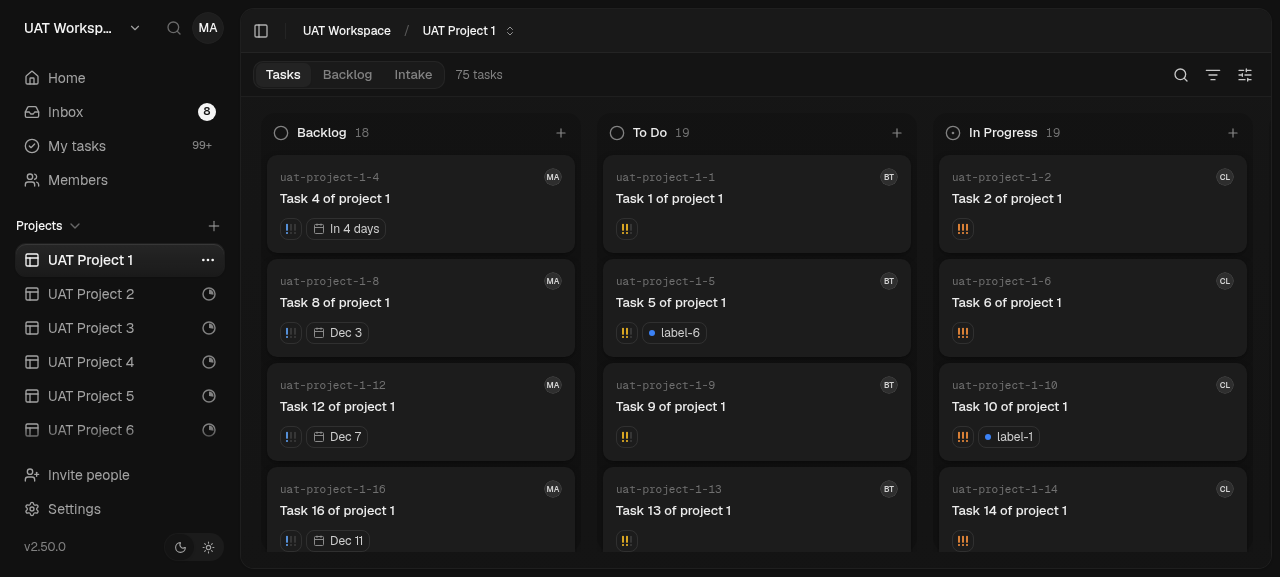 UAT Worksp...
MA
Home
Inbox
8
My tasks
99+
Members
Projects
UAT Project 1
UAT Project 2
UAT Project 3
UAT Project 4
UAT Project 5
UAT Project 6
Invite people
Settings
v2.50.0
UAT Workspace / UAT Project 1
Tasks
Backlog
Intake
75 tasks
Backlog 18
uat-project-1-4
MA
Task 4 of project 1
In 4 days
uat-project-1-8
MA
Task 8 of project 1
Dec 3
uat-project-1-12
MA
Task 12 of project 1
Dec 7
uat-project-1-16
MA
Task 16 of project 1
Dec 11
To Do 19
uat-project-1-1
BT
Task 1 of project 1
uat-project-1-5
BT
Task 5 of project 1
label-6
uat-project-1-9
BT
Task 9 of project 1
uat-project-1-13
BT
Task 13 of project 1
In Progress 19
uat-project-1-2
CL
Task 2 of project 1
uat-project-1-6
CL
Task 6 of project 1
uat-project-1-10
CL
Task 10 of project 1
label-1
uat-project-1-14
CL
Task 14 of project 1